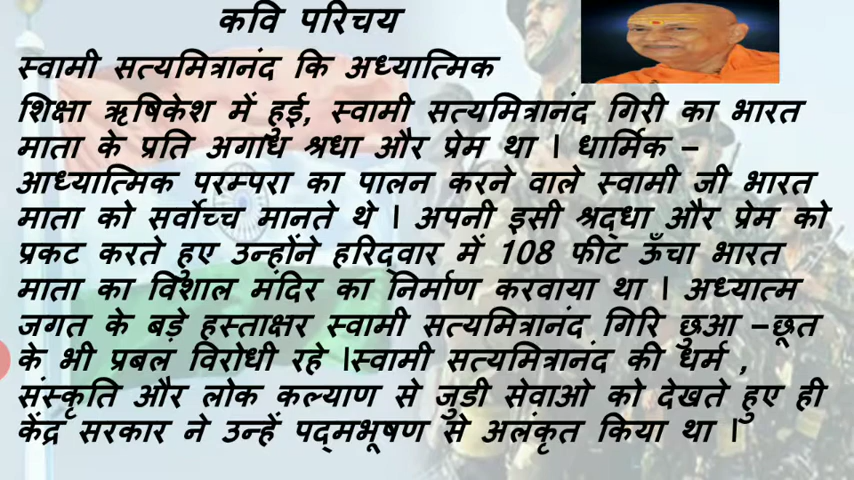 कवि परिचय
स्वामी सत्यमित्रानंद कि अध्यात्मिक
शिक्षा ऋषिकेश में हुई, स्वामी सत्यमित्रानंद गिरी का भारत
माता के प्रति अगाध श्रधा और प्रेम था | धार्मिक –
आध्यात्मिक परम्परा का पालन करने वाले स्वामी जी भारत
माता को सर्वोच्च मानते थे | अपनी इसी श्रद्धा और प्रेम को
प्रकट करते हुए उन्होंने हरिद्वार में 108 फीट ऊँचा भारत
माता का विशाल मंदिर का निर्माण करवाया था | अध्यात्म
जगत के बड़े हस्ताक्षर स्वामी सत्यमित्रानंद गिरि छुआ –छूत
के भी प्रबल विरोधी रहे |स्वामी सत्यमित्रानंद की धर्म ,
संस्कृति और लोक कल्याण से जुडी सेवाओ को देखते हुए ही
केंद्र सरकार ने उन्हें पद्मभूषण से अलंकृत किया था |